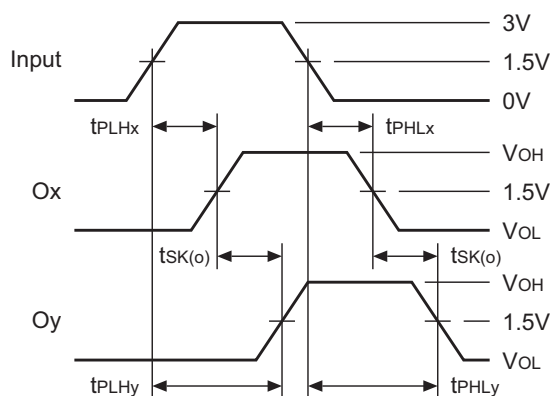 3V
Input
1.5V
0V
tPLHx
tPHLx
VOH
Ox
1.5V
VOL
tSK(o)
tSK(o)
VOH
Oy
1.5V
VOL
tPLHy
tPHLy